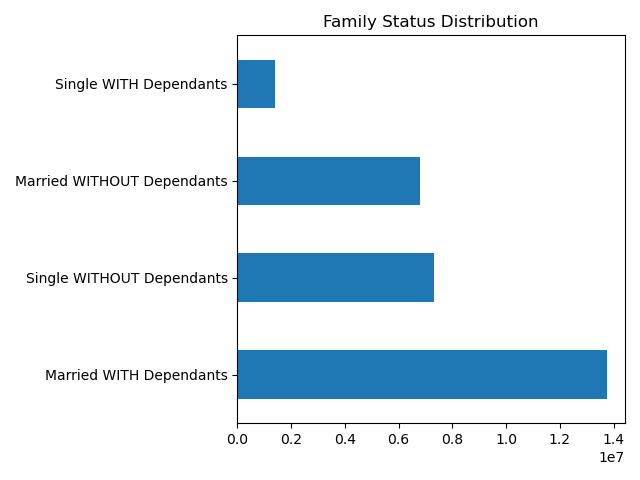 Family Status Distribution
Single WITH Dependants
Married WITHOUT Dependants
Single WITHOUT Dependants
Married WITH Dependants
0.0 0.2 0.4 0.6 0.8 1.0 1.2 1.4
1e7